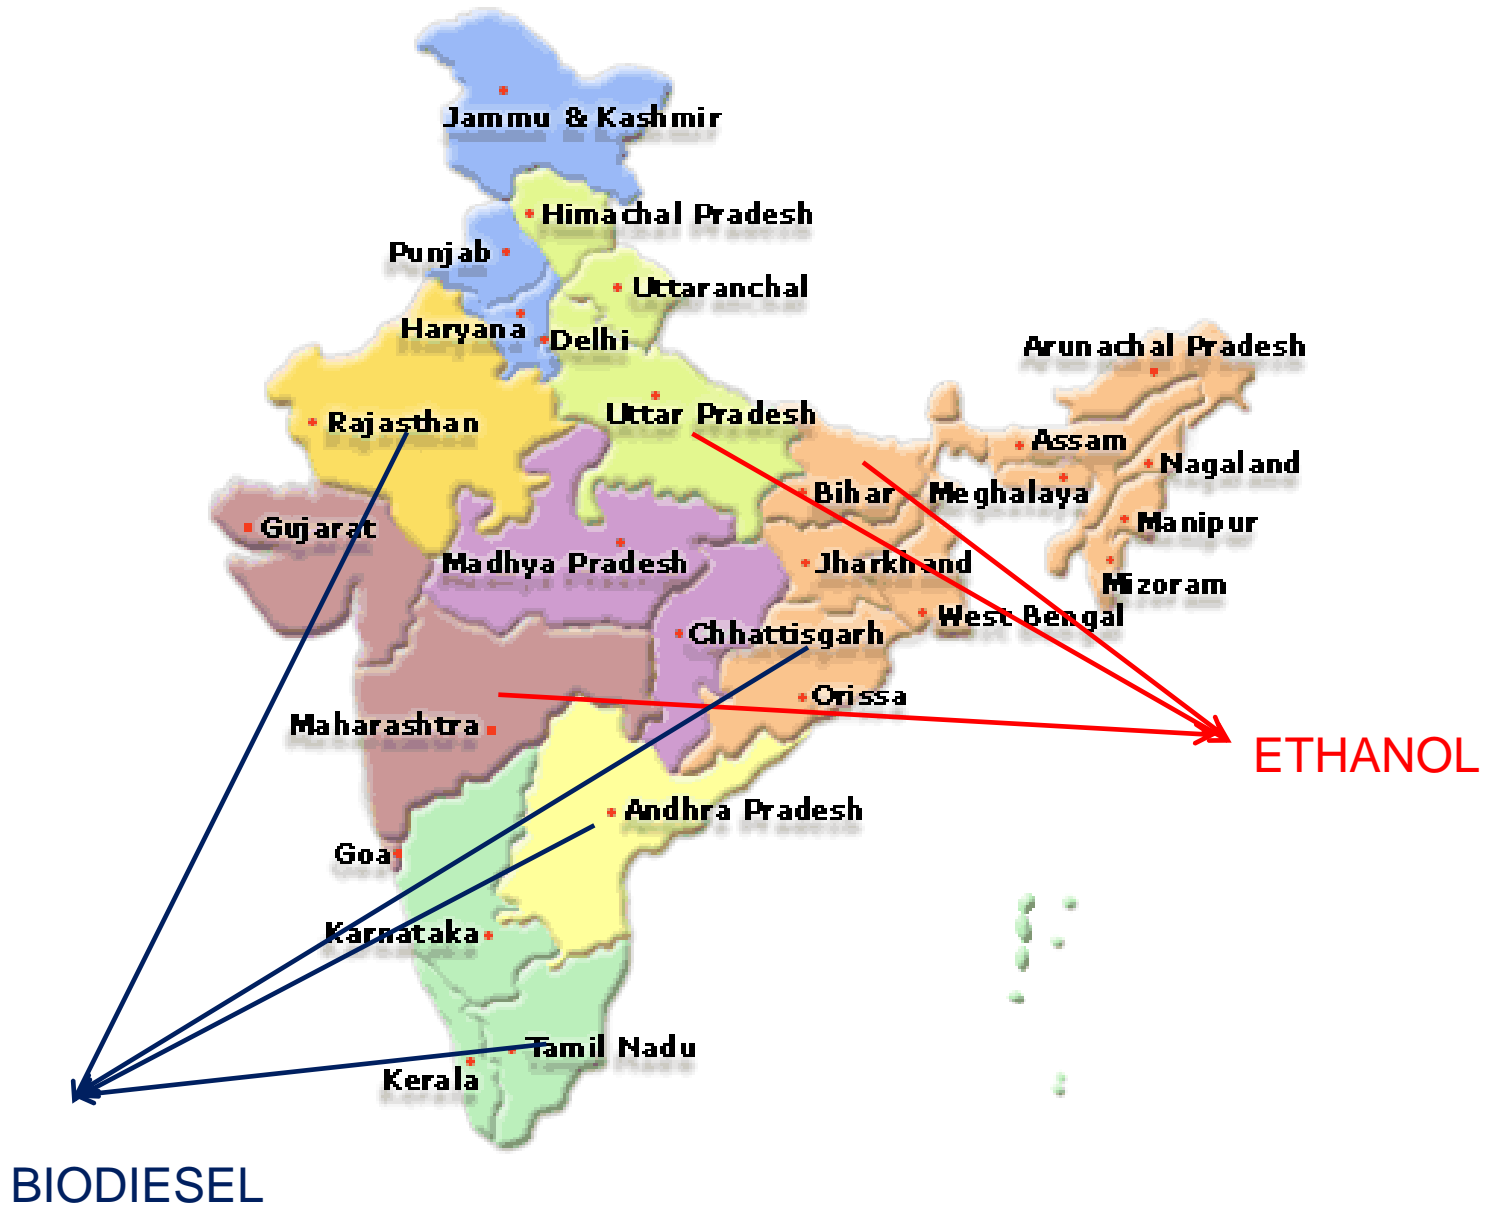 Jammu & Kashmir
Himachal Pradesh
Punjab
Uttaranchal
Haryana
Delhi
Arunachal Pradesh
Rajasthan
Uttar Pradesh
Assam
Nagaland
Bihar
Meghalaya
Gujarat
Manipur
Madhya Pradesh
Jharkhand
Mizoram
West Bengal
Chhattisgarh
Orissa
Maharashtra
ETHANOL
Andhra Pradesh
Goa
Karnataka
Tamil Nadu
Kerala
BIODIESEL